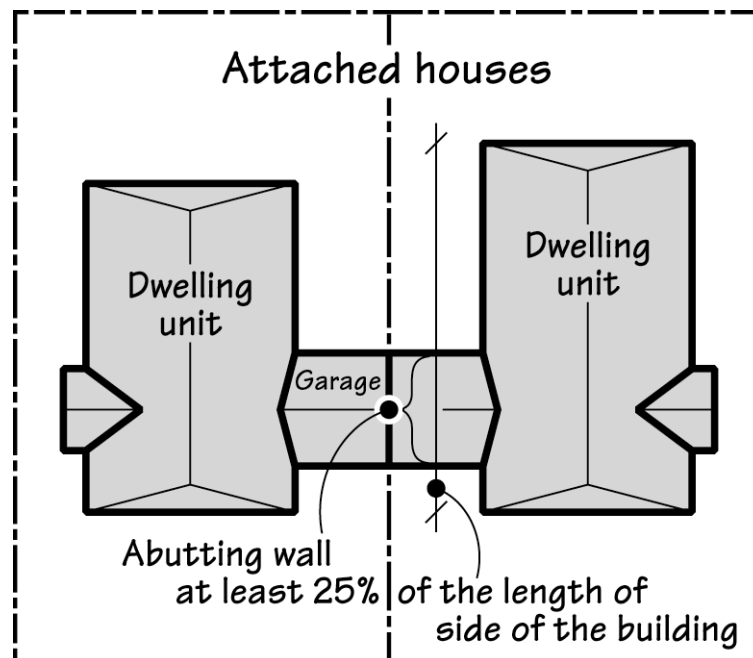 Attached houses
Dwelling
unit
Dwelling
unit
Garage
Abutting wall
at least 25% of the length of
side of the building